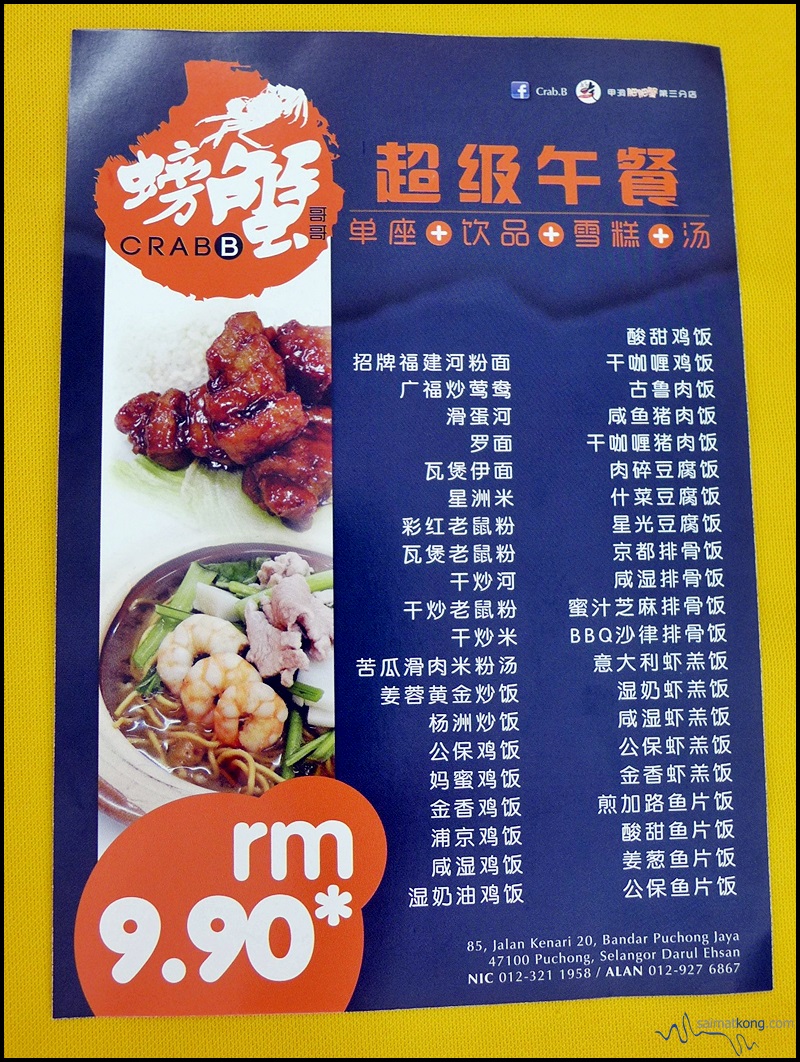 Crab.B
螃蟹
哥哥
CRAB B
超级午餐
单座+饮品+雪糕+汤
招牌福建河粉面
广福炒鸳鸯
滑蛋河
罗面
瓦煲伊面
星洲米
彩红老鼠粉
瓦煲老鼠粉
干炒河
干炒老鼠粉
干炒米
苦瓜滑肉米粉汤
姜蓉黄金炒饭
杨洲炒饭
公保鸡饭
妈蜜鸡饭
金香鸡饭
浦京鸡饭
咸湿鸡饭
湿奶油鸡饭
酸甜鸡饭
干咖喱鸡饭
古鲁肉饭
咸鱼猪肉饭
干咖喱猪肉饭
肉碎豆腐饭
什菜豆腐饭
星光豆腐饭
京都排骨饭
咸湿排骨饭
蜜汁芝麻排骨饭
BBQ沙律排骨饭
意大利虾羔饭
湿奶虾羔饭
咸湿虾羔饭
公保虾羔饭
金香虾羔饭
煎加路鱼片饭
酸甜鱼片饭
姜葱鱼片饭
公保鱼片饭
rm
9.90*
85, Jalan Kenari 20, Bandar Puchong Jaya
47100 Puchong, Selangor Darul Ehsan
NIC 012-321 1958 / ALAN 012-927 6867
saimatkong.com